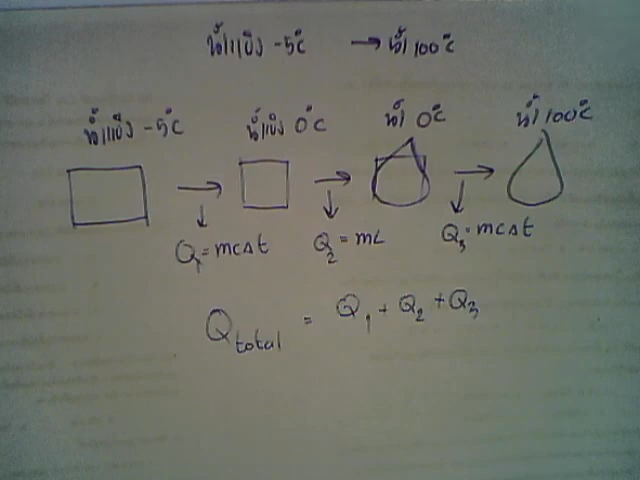 น้ำแข็ง -5°C → น้ำ 100°C
น้ำแข็ง -5°C น้ำแข็ง 0°C น้ำ 0°C น้ำ 100°C
Q₁ = mcΔt Q₂ = mL Q₃ = mcΔt
Qtotal = Q₁ + Q₂ + Q₃